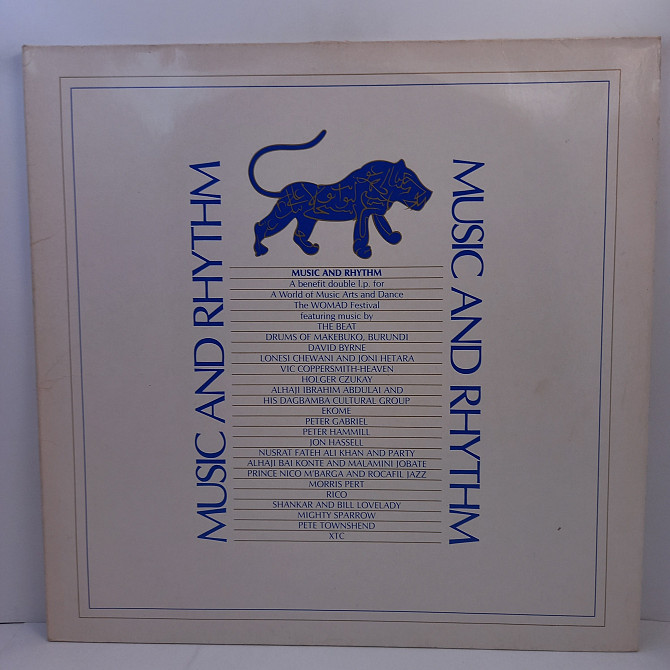 MUSIC AND RHYTHM
MUSIC AND RHYTHM
MUSIC AND RHYTHM
A benefit double l.p. for
A World of Music Arts and Dance
The WOMAD Festival
featuring music by
THE BEAT
DRUMS OF MAKEBUKO, BURUNDI
DAVID BYRNE
LONESI CHEWANI AND JONI HETARA
VIC COPPERSMITH-HEAVEN
HOLGER CZUKAY
ALHAJI IBRAHIM ABDULAI AND
HIS DAGBAMBA CULTURAL GROUP
EKOME
PETER GABRIEL
PETER HAMMILL
JON HASSELL
NUSRAT FATEH ALI KHAN AND PARTY
ALHAJI BAI KONTE AND MALAMINI JOBATE
PRINCE NICO M'BARGA AND ROCAFIL JAZZ
MORRIS PERT
RICO
SHANKAR AND BILL LOVELADY
MIGHTY SPARROW
PETE TOWNSHEND
XTC